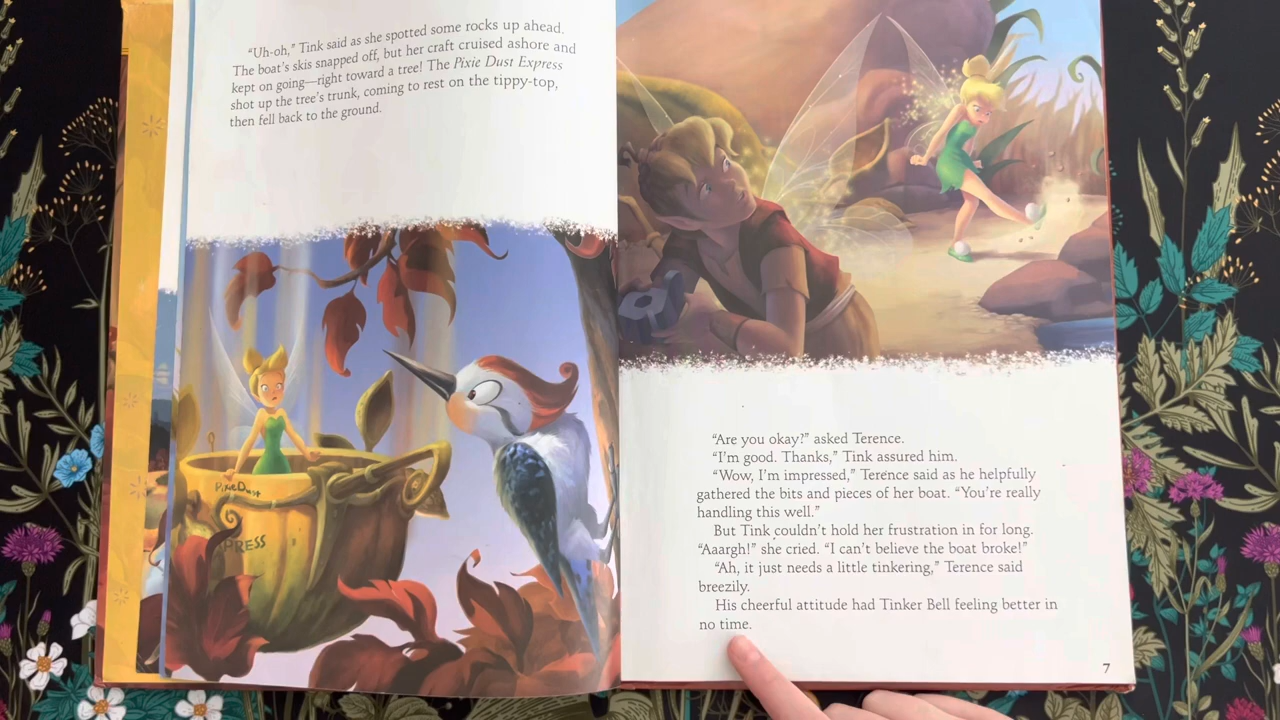 “Uh-oh,” Tink said as she spotted some rocks up ahead.
The boat’s skis snapped off, but her craft cruised ashore and
kept on going—right toward a tree! The Pixie Dust Express
shot up the tree’s trunk, coming to rest on the tippy-top,
then fell back to the ground.
Pixie Dust
PRESS
“Are you okay?” asked Terence.
“I’m good. Thanks,” Tink assured him.
“Wow, I’m impressed,” Terence said as he helpfully
gathered the bits and pieces of her boat. “You’re really
handling this well.”
But Tink couldn’t hold her frustration in for long.
“Aaargh!” she cried. “I can’t believe the boat broke!”
“Ah, it just needs a little tinkering,” Terence said
breezily.
His cheerful attitude had Tinker Bell feeling better in
no time.
7